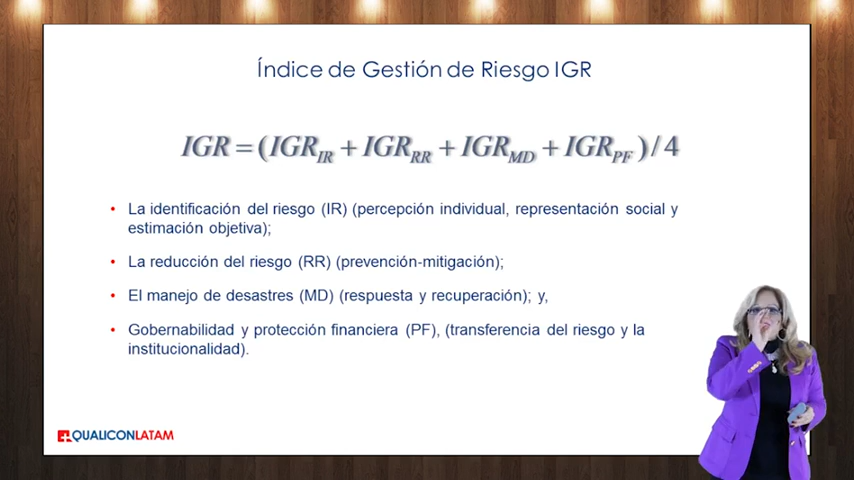 Índice de Gestión de Riesgo IGR
IGR = (IGR_IR + IGR_RR + IGR_MD + IGR_PF) / 4
• La identificación del riesgo (IR) (percepción individual, representación social y
estimación objetiva);
• La reducción del riesgo (RR) (prevención-mitigación);
• El manejo de desastres (MD) (respuesta y recuperación); y,
• Gobernabilidad y protección financiera (PF), (transferencia del riesgo y la
institucionalidad).
QUALICONLATAM